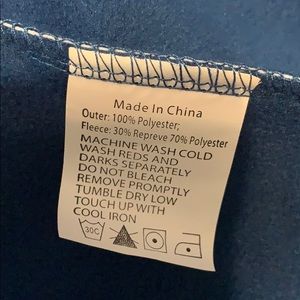 Made In China
Outer: 100% Polyester;
Fleece: 30% Repreve 70% Polyester
MACHINE WASH COLD
WASH REDS AND
DARKS SEPARATELY
DO NOT BLEACH
REMOVE PROMPTLY
TUMBLE DRY LOW
TOUCH UP WITH
COOL IRON
30C